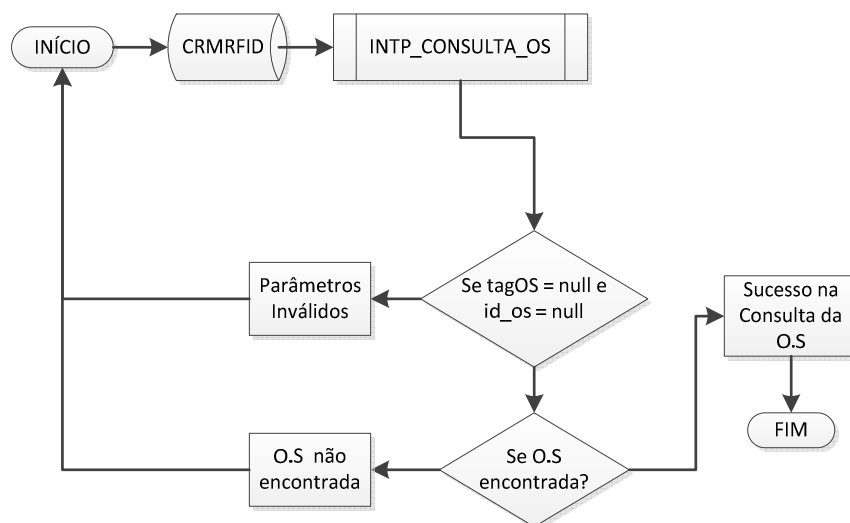 INÍCIO
CRMRFID
INTP_CONSULTA_OS
Se tagOS = null e
id_os = null
Parâmetros
Inválidos
Sucesso na
Consulta da
O.S
FIM
Se O.S
encontrada?
O.S não
encontrada